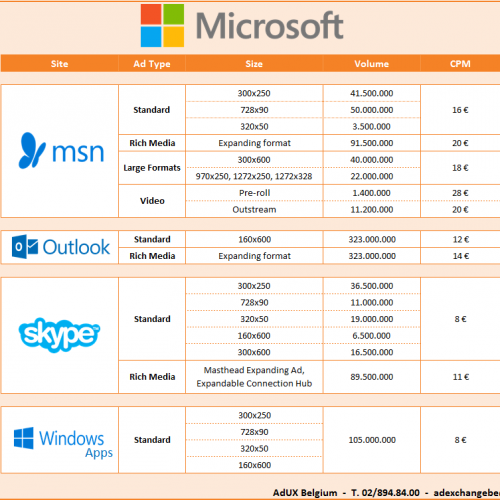 Microsoft
Site Ad Type Size Volume CPM
msn
Standard
300x250 41.500.000
728x90 50.000.000
320x50 3.500.000
16 €
Rich Media Expanding format 91.500.000 20 €
Large Formats
300x600 40.000.000
970x250, 1272x250, 1272x328 22.000.000
18 €
Video
Pre-roll 1.400.000 28 €
Outstream 11.200.000 20 €
Outlook
Standard 160x600 323.000.000 12 €
Rich Media Expanding format 323.000.000 14 €
skype
Standard
300x250 36.500.000
728x90 11.000.000
320x50 19.000.000
160x600 6.500.000
300x600 16.500.000
8 €
Rich Media
Masthead Expanding Ad,
Expandable Connection Hub
89.500.000 11 €
Windows
Apps
Standard
300x250
728x90
320x50
160x600
105.000.000 8 €
AdUX Belgium - T. 02/894.84.00 - adexchangebe